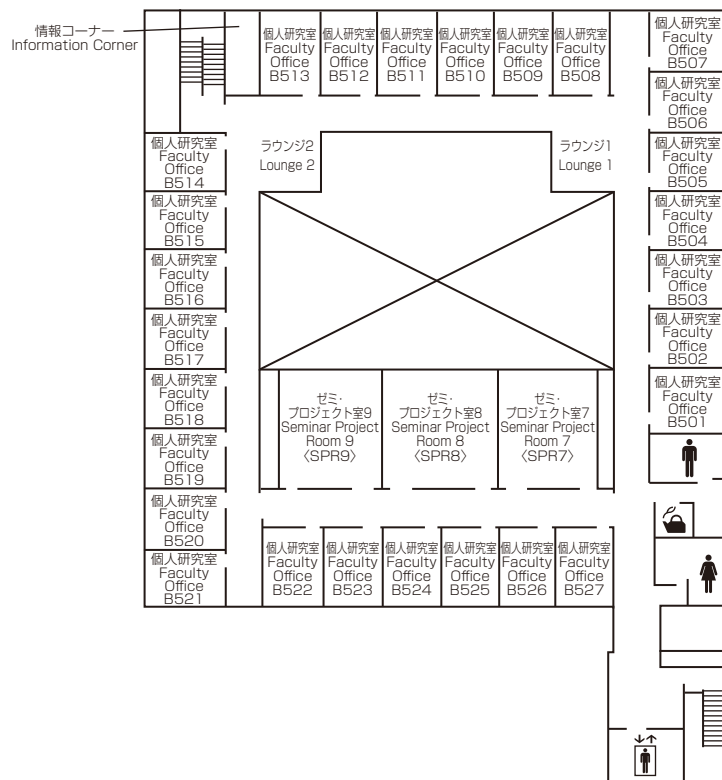 情報コーナー
Information Corner
個人研究室
Faculty
Office
B513
個人研究室
Faculty
Office
B512
個人研究室
Faculty
Office
B511
個人研究室
Faculty
Office
B510
個人研究室
Faculty
Office
B509
個人研究室
Faculty
Office
B508
個人研究室
Faculty
Office
B507
個人研究室
Faculty
Office
B506
個人研究室
Faculty
Office
B505
個人研究室
Faculty
Office
B504
個人研究室
Faculty
Office
B503
個人研究室
Faculty
Office
B502
個人研究室
Faculty
Office
B501
ラウンジ2
Lounge 2
ラウンジ1
Lounge 1
個人研究室
Faculty
Office
B514
個人研究室
Faculty
Office
B515
個人研究室
Faculty
Office
B516
個人研究室
Faculty
Office
B517
個人研究室
Faculty
Office
B518
個人研究室
Faculty
Office
B519
個人研究室
Faculty
Office
B520
個人研究室
Faculty
Office
B521
ゼミ・
プロジェクト室9
Seminar Project
Room 9
〈SPR9〉
ゼミ・
プロジェクト室8
Seminar Project
Room 8
〈SPR8〉
ゼミ・
プロジェクト室7
Seminar Project
Room 7
〈SPR7〉
個人研究室
Faculty
Office
B522
個人研究室
Faculty
Office
B523
個人研究室
Faculty
Office
B524
個人研究室
Faculty
Office
B525
個人研究室
Faculty
Office
B526
個人研究室
Faculty
Office
B527